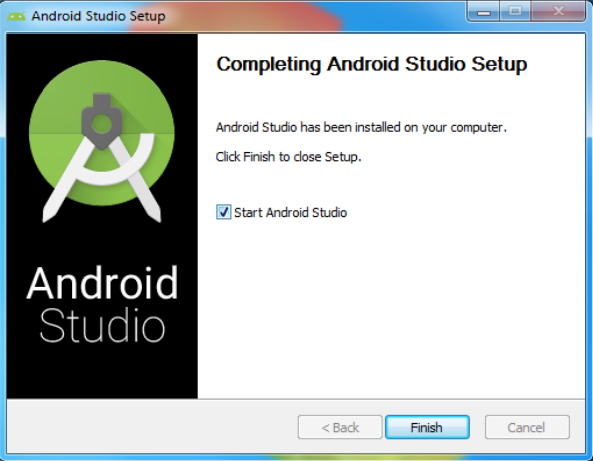 Android Studio Setup
Completing Android Studio Setup
Android Studio has been installed on your computer.
Click Finish to close Setup.
Start Android Studio
Android
Studio
< Back
Finish
Cancel